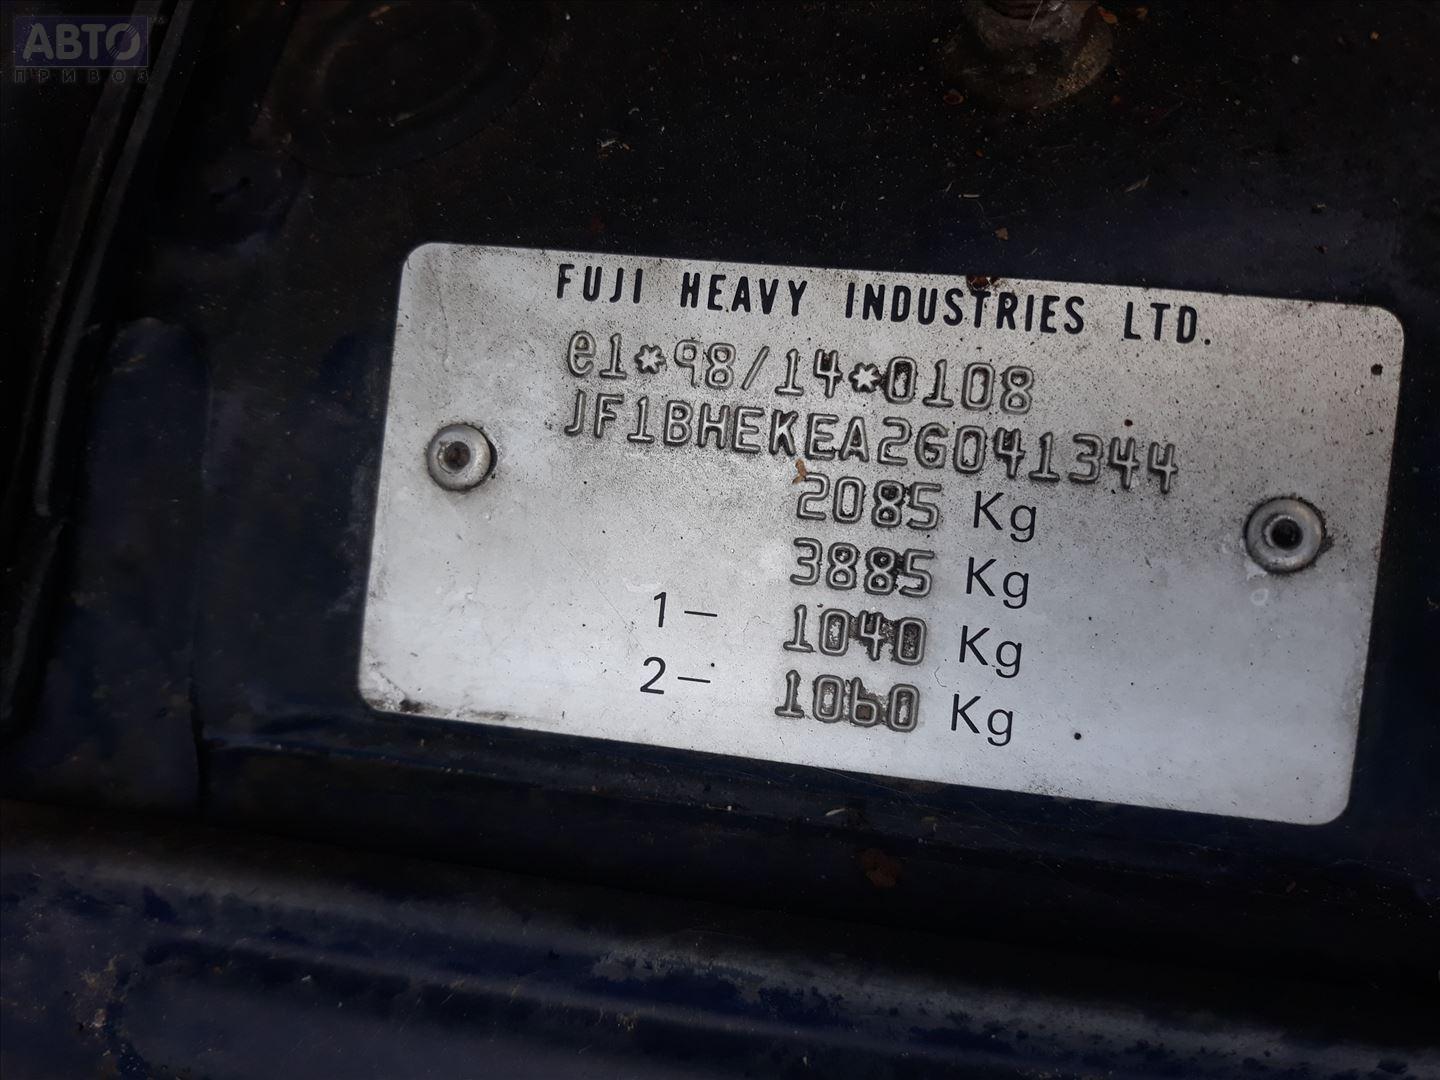 АВТО
ПРИВОЗ
FUJI HEAVY INDUSTRIES LTD.
e1*98/14*0108
JF1BHEKEA2G041344
2085 Kg
3885 Kg
1- 1040 Kg
2- 1060 Kg